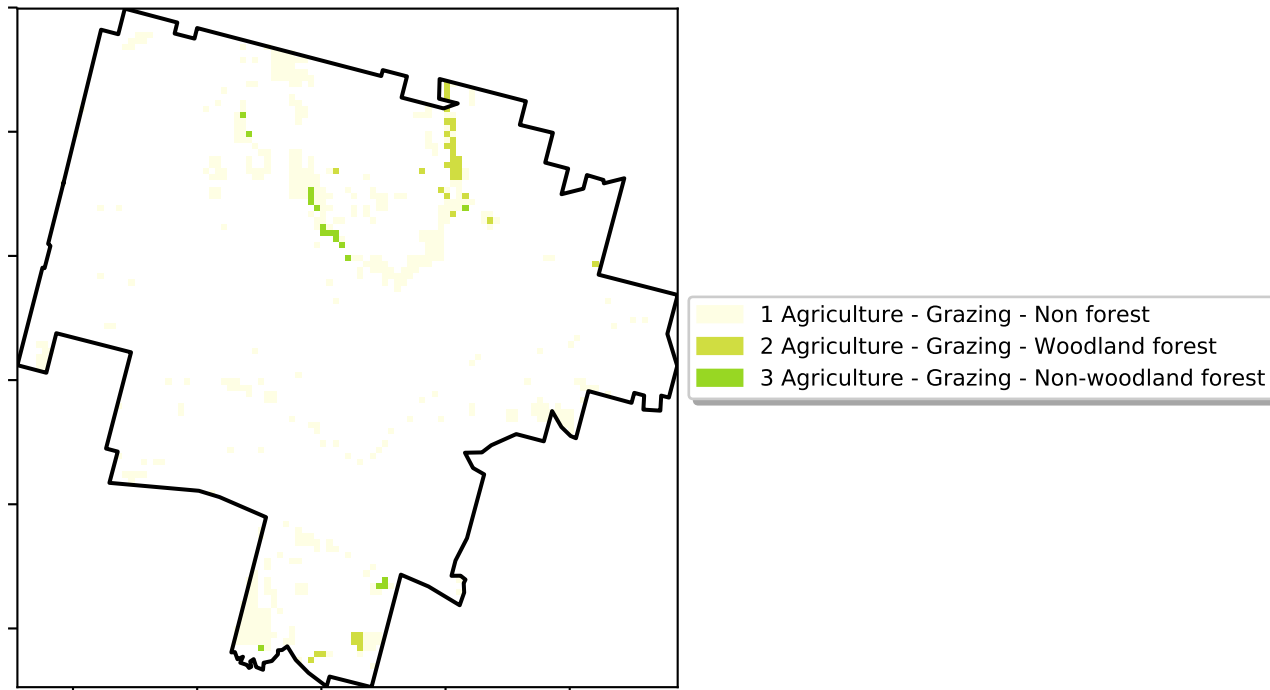 1 Agriculture - Grazing - Non forest
2 Agriculture - Grazing - Woodland forest
3 Agriculture - Grazing - Non-woodland forest